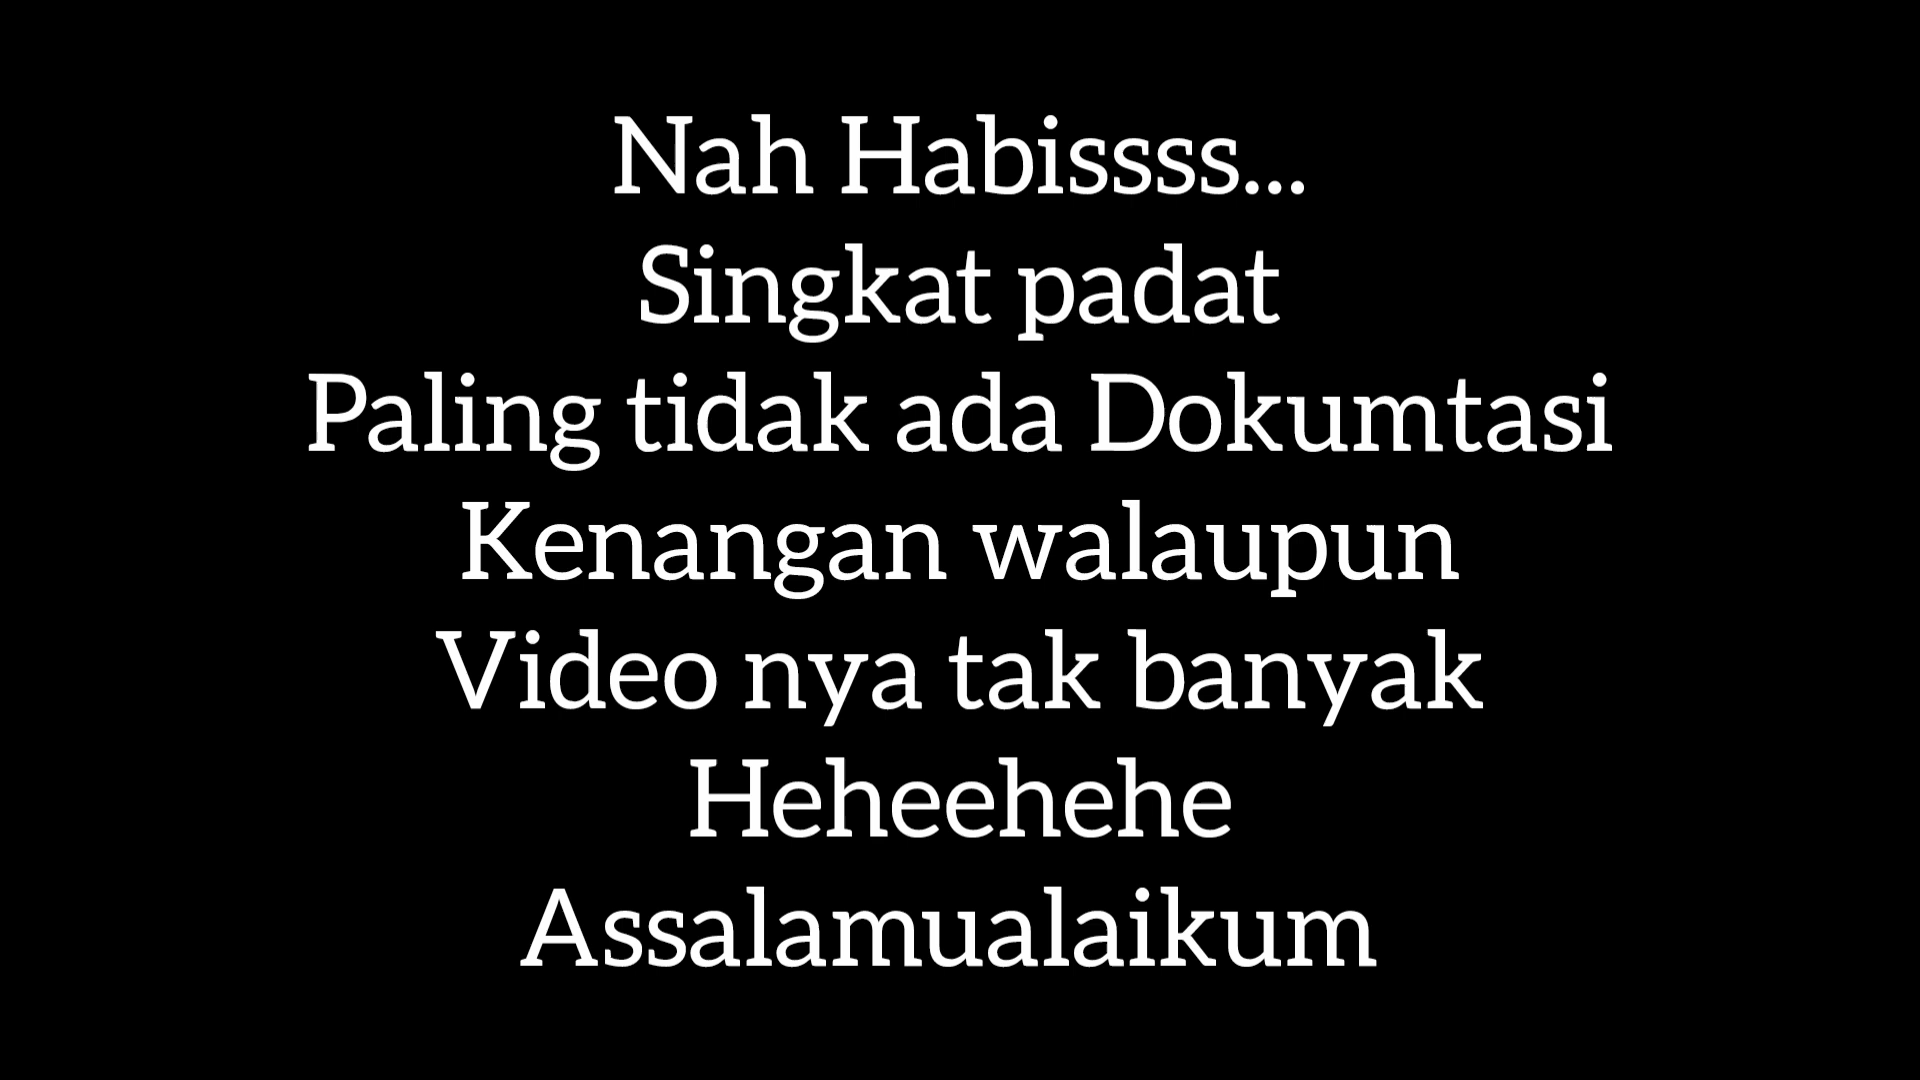 Nah Habissss...
Singkat padat
Paling tidak ada Dokumtasi
Kenangan walaupun
Video nya tak banyak
Heheehehe
Assalamualaikum